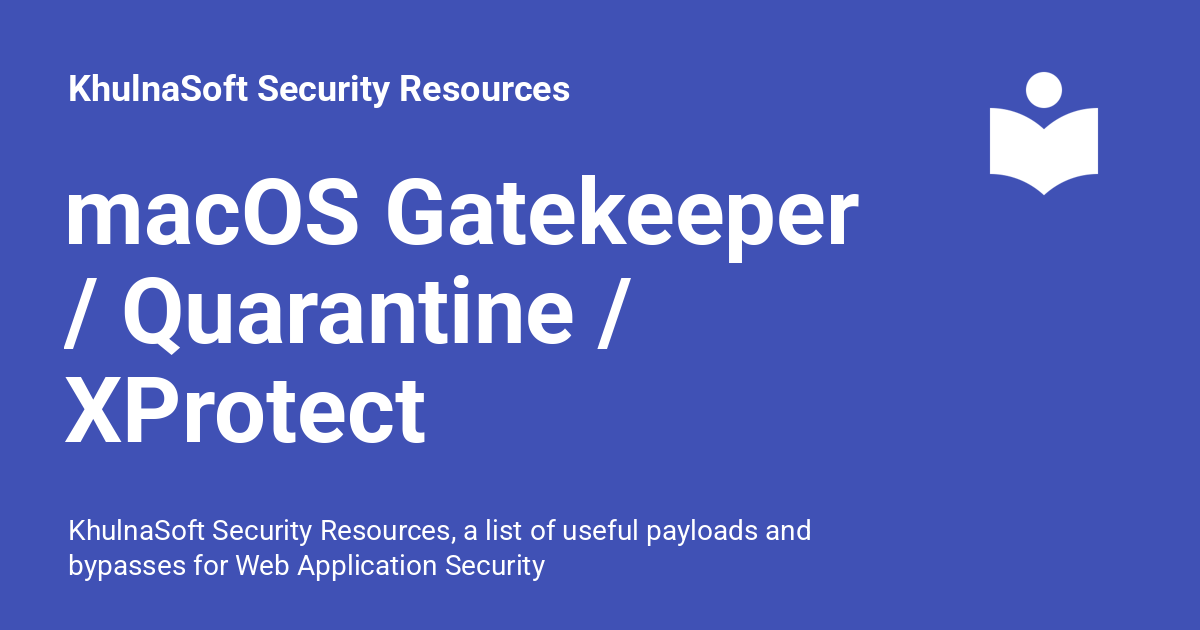 KhulnaSoft Security Resources
macOS Gatekeeper
/ Quarantine /
XProtect
KhulnaSoft Security Resources, a list of useful payloads and
bypasses for Web Application Security